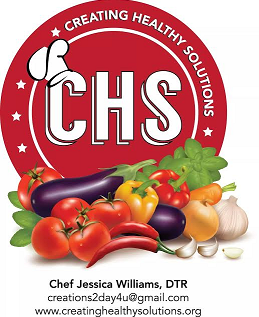 CREATING HEALTHY SOLUTIONS
CHS
Chef Jessica Williams, DTR
creations2day4u@gmail.com
www.creatinghealthysolutions.org